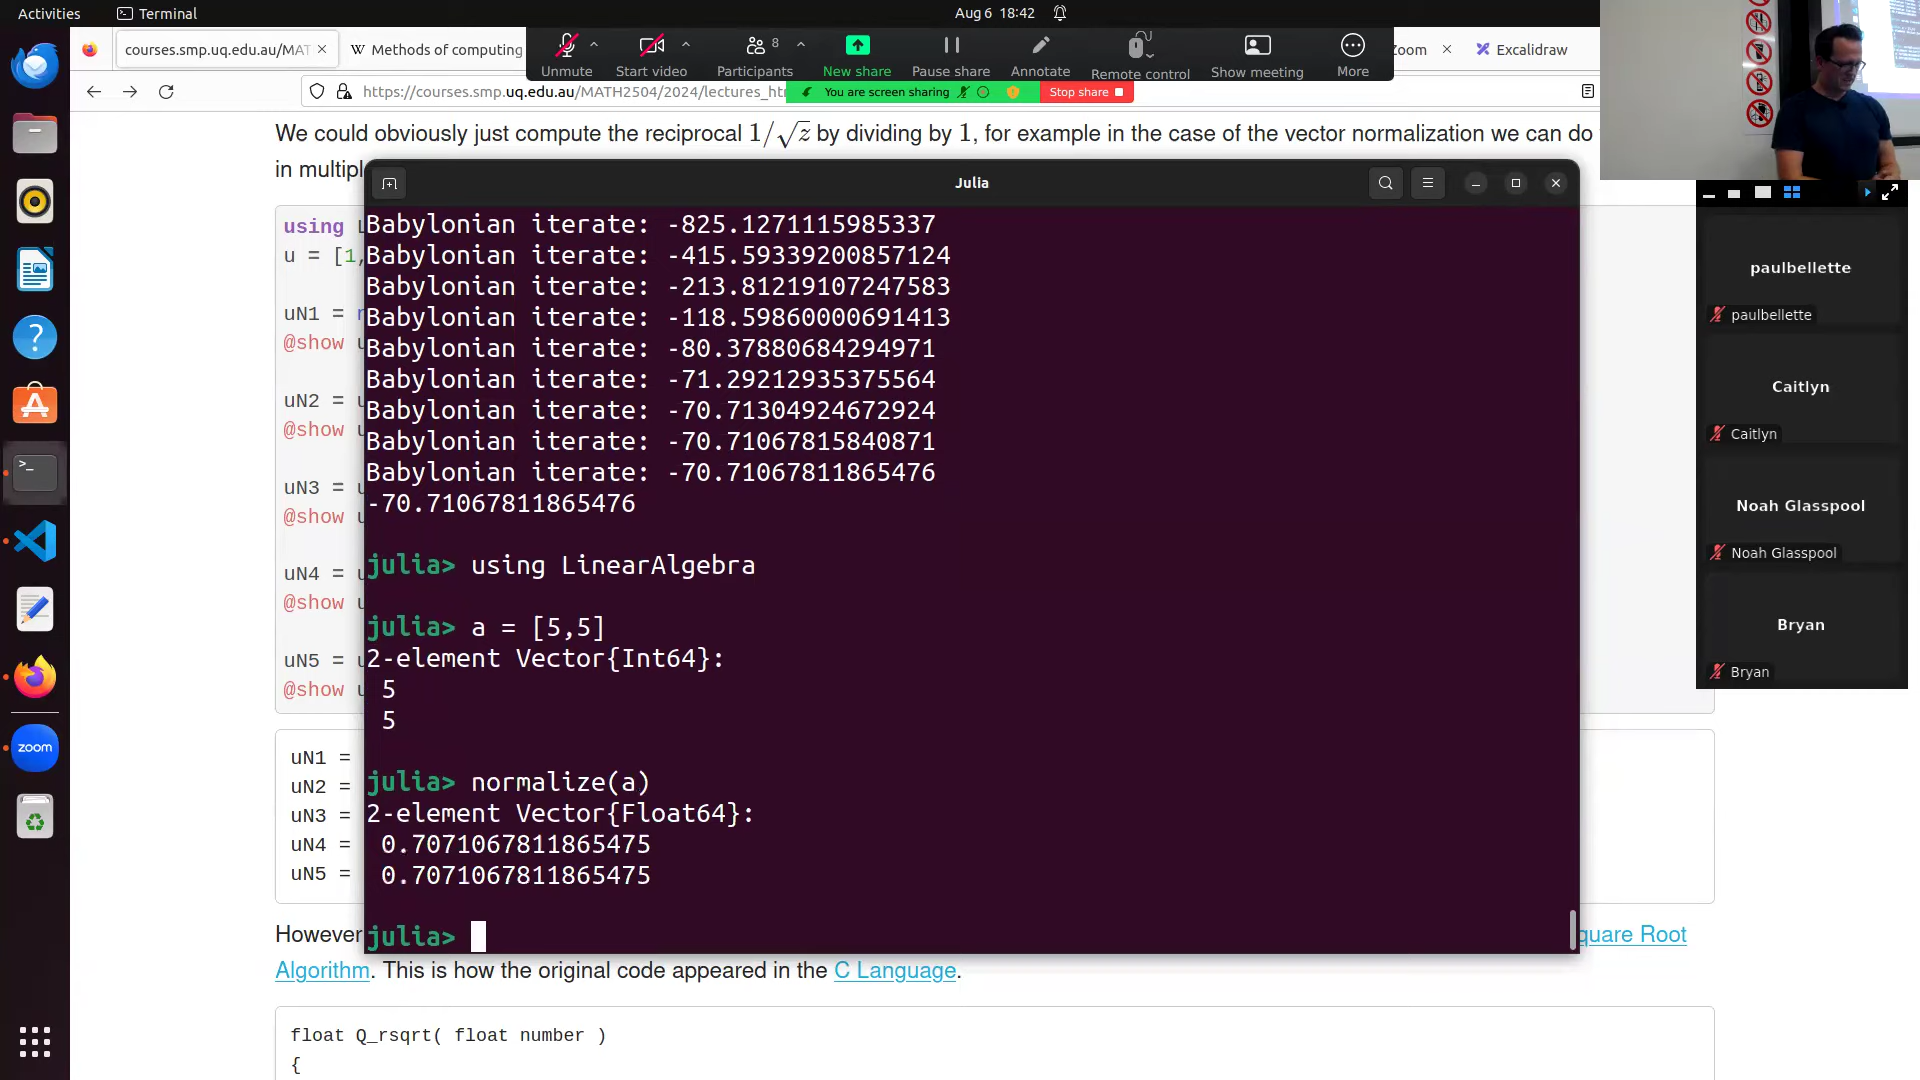 Activities
Terminal
Aug 6 18:42
courses.smp.uq.edu.au/MAT
Methods of computing
Zoom
Excalidraw
Unmute
Start video
8
Participants
New share
Pause share
Annotate
Remote control
Show meeting
More
https://courses.smp.uq.edu.au/MATH2504/2024/lectures_ht
You are screen sharing
Stop share
We could obviously just compute the reciprocal 1/√z by dividing by 1, for example in the case of the vector normalization we can do
in multipl
Julia
using L
u = [1,
uN1 = n
@show u
uN2 = u
@show u
uN3 = u
@show u
uN4 = u
@show u
uN5 = u
@show u
Babylonian iterate: -825.1271115985337
Babylonian iterate: -415.59339200857124
Babylonian iterate: -213.81219107247583
Babylonian iterate: -118.59860000691413
Babylonian iterate: -80.37880684294971
Babylonian iterate: -71.29212935375564
Babylonian iterate: -70.71304924672924
Babylonian iterate: -70.71067815840871
Babylonian iterate: -70.71067811865476
-70.71067811865476
julia> using LinearAlgebra
julia> a = [5,5]
2-element Vector{Int64}:
5
5
julia> normalize(a)
2-element Vector{Float64}:
0.7071067811865475
0.7071067811865475
julia>
uN1 =
uN2 =
uN3 =
uN4 =
uN5 =
However
quare Root
Algorithm. This is how the original code appeared in the C Language.
float Q_rsqrt( float number )
{
paulbellette
paulbellette
Caitlyn
Caitlyn
Noah Glasspool
Noah Glasspool
Bryan
Bryan
zoom